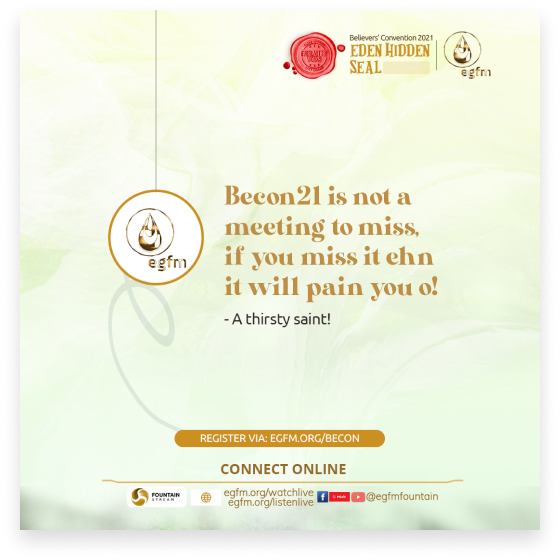 Believers' Convention 2021
EDEN HIDDEN
SEAL
egfm
Becon21 is not a
meeting to miss,
if you miss it ehn
it will pain you o!
- A thirsty saint!
egfm
REGISTER VIA: EGFM.ORG/BECON
CONNECT ONLINE
FOUNTAIN
STREAM
egfm.org/watchlive
egfm.org/listenlive
@egfmfountain